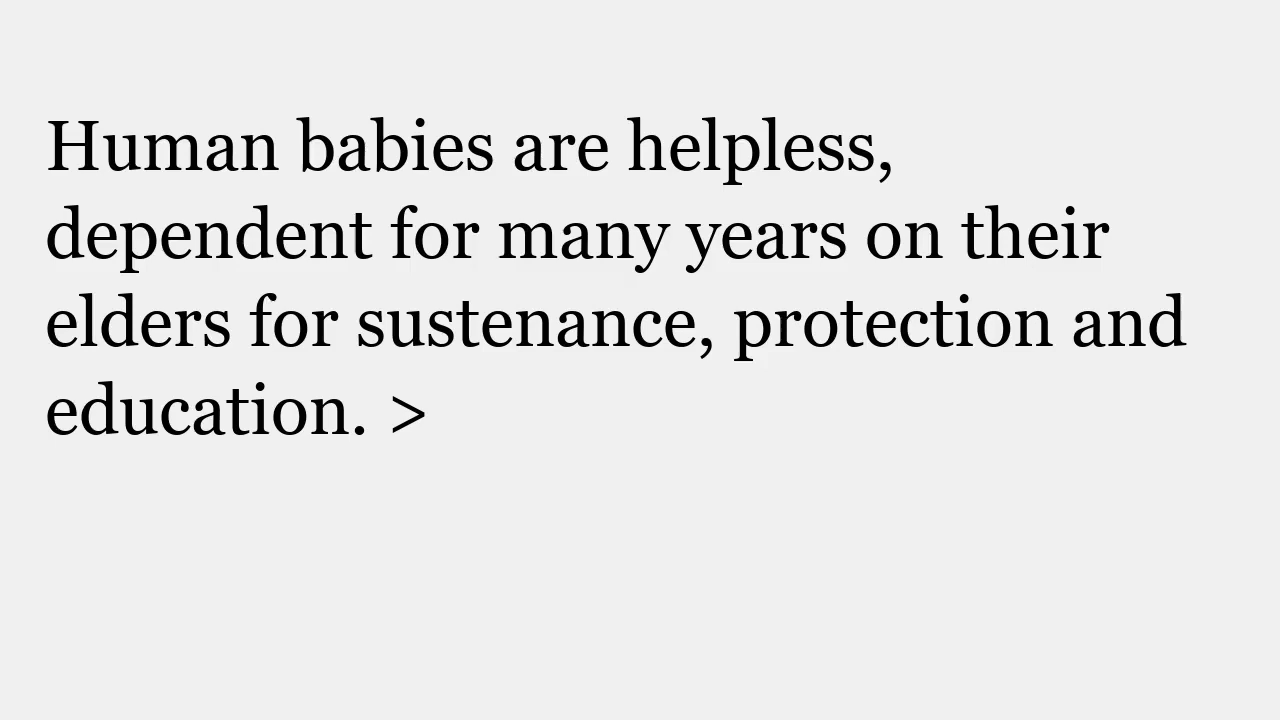 Human babies are helpless,
dependent for many years on their
elders for sustenance, protection and
education. >